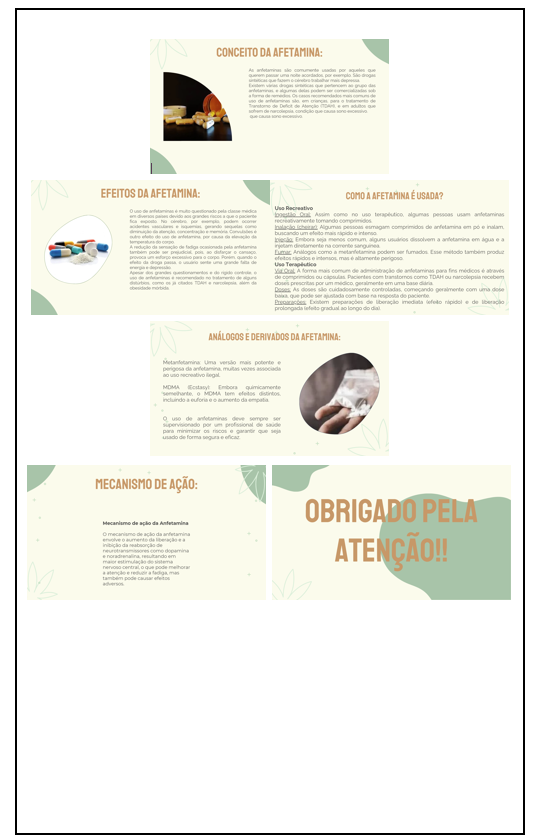 CONCEITO DA AFETAMINA:
As anfetaminas são comumente usadas por aqueles que
querem passar uma noite acordados, por exemplo. São drogas
sintéticas que fazem o cérebro trabalhar mais depressa.
Existem várias drogas sintéticas que pertencem ao grupo das
anfetaminas, e algumas delas podem ser comercializadas sob
a forma de remédios. Os casos recomendados mais comuns de
uso de anfetaminas são, em crianças, para o tratamento de
Transtorno de Deficit de Atenção (TDAH), e em adultos que
sofrem de narcolepsia, condição que causa sono excessivo.
que causa sono excessivo.
EFEITOS DA AFETAMINA:
O uso de anfetaminas é muito questionado pela classe médica
em diversos países devido aos grandes riscos a que o paciente
fica exposto. No cérebro, por exemplo, podem ocorrer
acidentes vasculares e sequemias, gerando sequelas como
diminuição da atenção, concentração e memória. Convulsões é
outro efeito do uso de anfetamina, por causa da alteração de
temperatura do corpo.
A redução da sensação de fadiga ocasionada pela anfetamina
também pode ser prejudicial, pois, ao disfarçar o cansaço,
provoca um esforço excessivo para o corpo. Porém, quando o
efeito da droga passa, o usuário sente uma grande falta de
energia e depressão.
Apesar dos grandes questionamentos e do rígido controle, o
uso de anfetaminas é recomendado no tratamento de alguns
distúrbios, como os já citados TDAH e narcolepsia, além de
obesidade mórbida.
COMO A AFETAMINA É USADA?
Uso Recreativo
Ingestão Oral: Assim como no uso terapêutico, algumas pessoas usam anfetaminas
recreativamente tomando comprimidos.
Inalação (cheirar): Algumas pessoas esmagam comprimidos de anfetamina em pó e inalam,
buscando um efeito mais rápido e intenso.
Injeção: Embora seja menos comum, alguns usuários dissolvem a anfetamina em água e a
injetam diretamente na corrente sanguínea.
Fumar: Análogos como a metanfetamina podem ser fumados. Esse método também produz
efeitos rápidos e intensos, mas é altamente perigoso.
Uso Terapêutico
Via Oral: A forma mais comum de administração de anfetaminas para fins médicos é através
de comprimidos ou cápsulas. Pacientes com transtornos como TDAH ou narcolepsia recebem
doses prescritas por um médico, geralmente em uma base diária.
Doses: As doses são cuidadosamente controladas, começando geralmente com uma dose
baixa, que pode ser ajustada com base na resposta do paciente.
Preparações: Existem preparações de liberação imediata (efeito rápido) e de liberação
prolongada (efeito gradual ao longo do dia).
ANÁLOGOS E DERIVADOS DA AFETAMINA:
Metanfetamina: Uma versão mais potente e
perigosa da anfetamina, muitas vezes associada
ao uso recreativo ilegal.
MDMA (Ecstasy): Embora quimicamente
semelhante, o MDMA tem efeitos distintos,
incluindo a euforia e o aumento da empatia.
O uso de anfetaminas deve sempre ser
supervisionado por um profissional de saúde
para minimizar os riscos e garantir que seja
usado de forma segura e eficaz.
MECANISMO DE AÇÃO:
Mecanismo de ação da Anfetamina
O mecanismo de ação da anfetamina
envolve o aumento da liberação e a
inibição da reabsorção de
neurotransmissores como dopamina
e noradrenalina, resultando em
maior estimulação do sistema
nervoso central, o que pode melhorar
a atenção e reduzir a fadiga, mas
também pode causar efeitos
adversos.
OBRIGADO PELA
ATENÇÃO!!